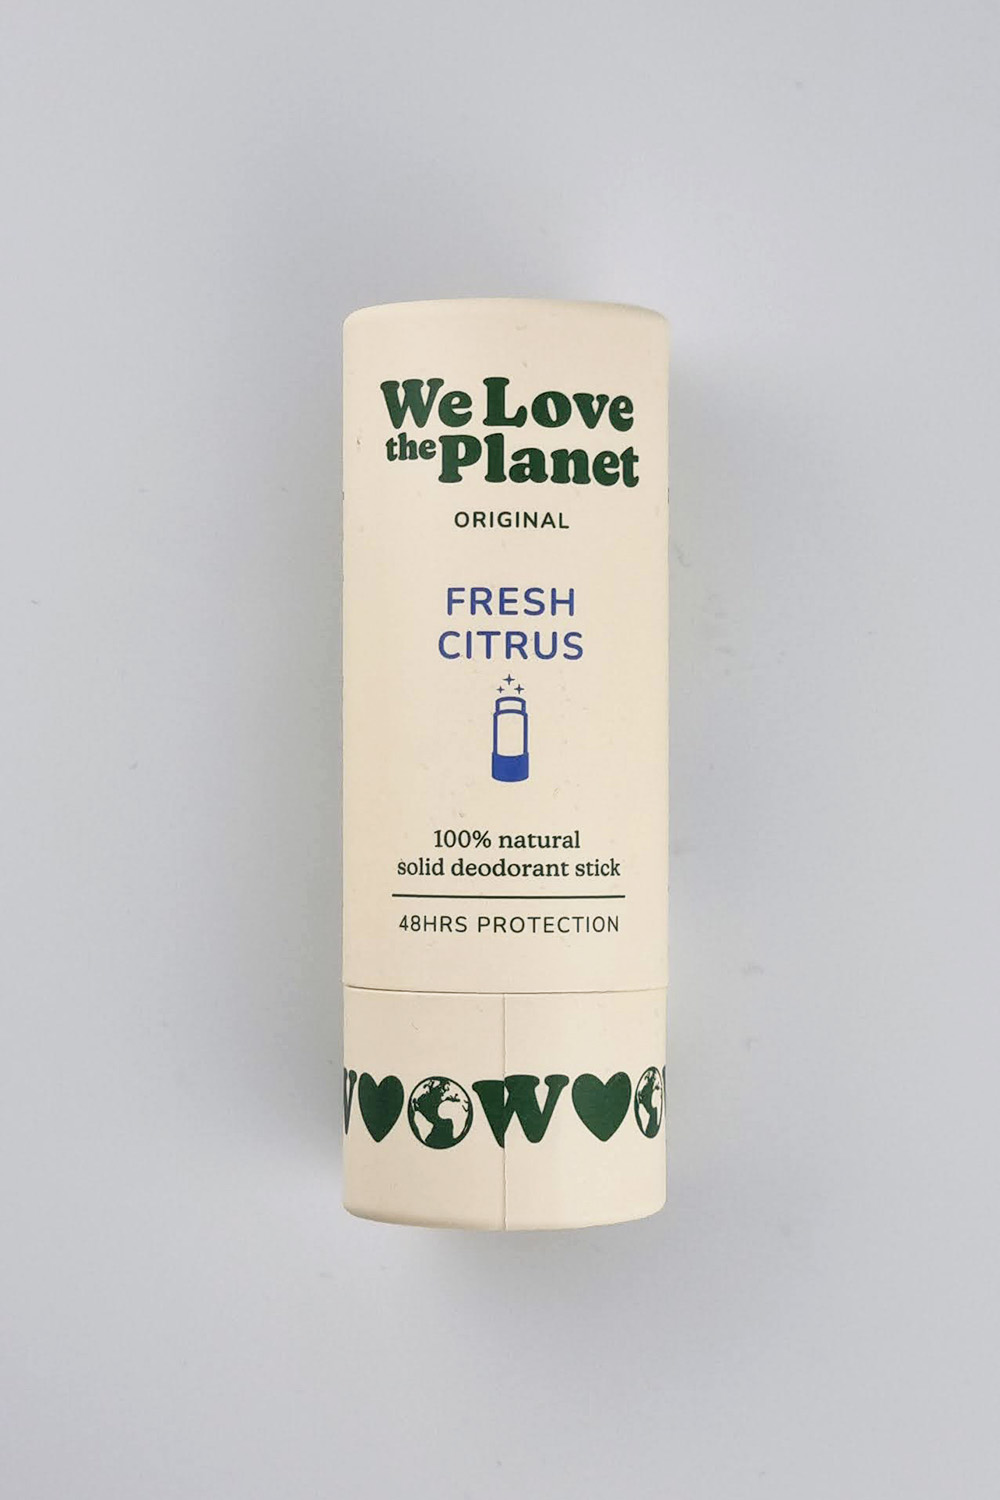 We Love
the Planet
ORIGINAL
FRESH
CITRUS
100% natural
solid deodorant stick
48HRS PROTECTION
W W